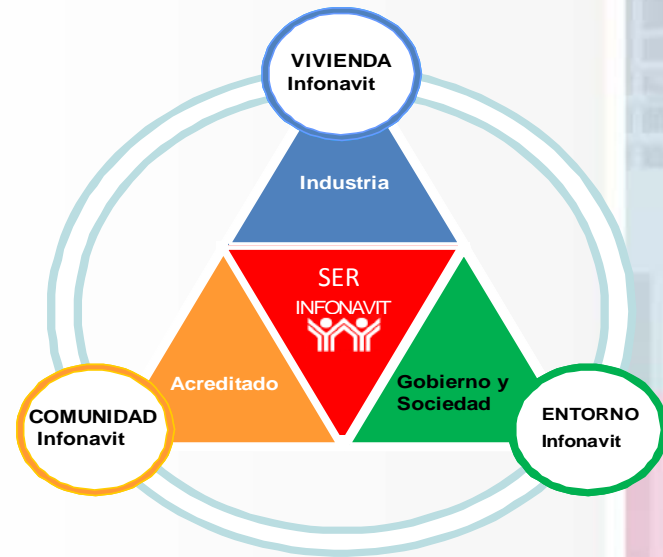 VIVIENDA
Infonavit
Industria
SER
INFONAVIT
Acreditado
Gobierno y
Sociedad
COMUNIDAD
Infonavit
ENTORNO
Infonavit